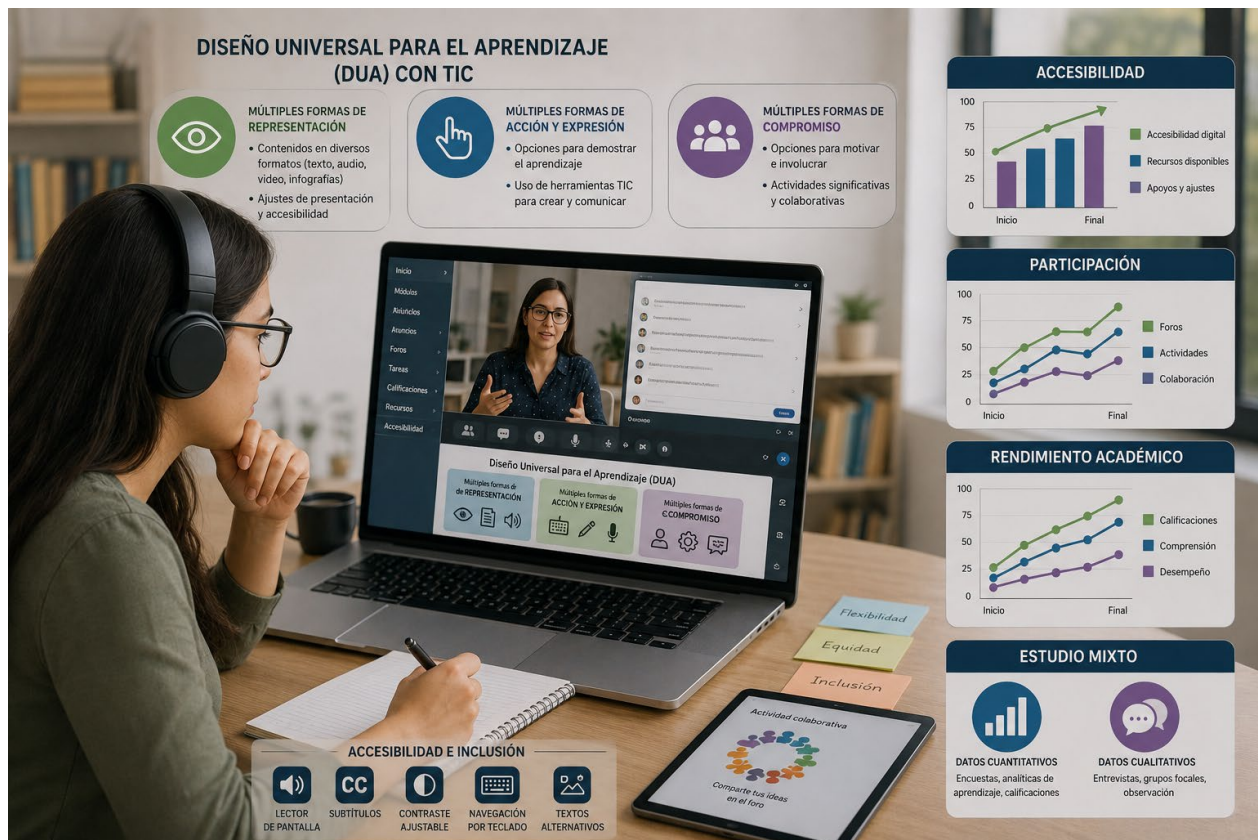 DISEÑO UNIVERSAL PARA EL APRENDIZAJE
(DUA) CON TIC
MÚLTIPLES FORMAS DE
REPRESENTACIÓN
• Contenidos en diversos
formatos (texto, audio,
video, infografías)
• Ajustes de presentación
y accesibilidad
MÚLTIPLES FORMAS DE
ACCIÓN Y EXPRESIÓN
• Opciones para demostrar
el aprendizaje
• Uso de herramientas TIC
para crear y comunicar
MÚLTIPLES FORMAS DE
COMPROMISO
• Opciones para motivar
e involucrar
• Actividades significativas
y colaborativas
Inicio
Módulos
Foros
Tareas
Calificaciones
Recursos
Accesibilidad
Diseño Universal para el Aprendizaje (DUA)
Múltiples formas de
de REPRESENTACIÓN
Múltiples formas de
ACCIÓN Y EXPRESIÓN
Múltiples formas de
Flexibilidad
Equidad
Inclusión
Actividad colaborativa
Comparte tus ideas
en el foro
ACCESIBILIDAD E INCLUSIÓN
LECTOR
DE PANTALLA
CC
SUBTÍTULOS
CONTRASTE
AJUSTABLE
NAVEGACIÓN
POR TECLADO
TEXTOS
ALTERNATIVOS
ACCESIBILIDAD
100
75
50
25
0
Inicio
Final
Accesibilidad digital
Recursos disponibles
Apoyos y ajustes
PARTICIPACIÓN
100
75
50
25
0
Inicio
Final
Foros
Actividades
Colaboración
RENDIMIENTO ACADÉMICO
100
75
50
25
0
Inicio
Final
Calificaciones
Comprensión
Desempeño
ESTUDIO MIXTO
DATOS CUANTITATIVOS
Encuestas, analíticas de
aprendizaje, calificaciones
DATOS CUALITATIVOS
Entrevistas, grupos focales,
observación